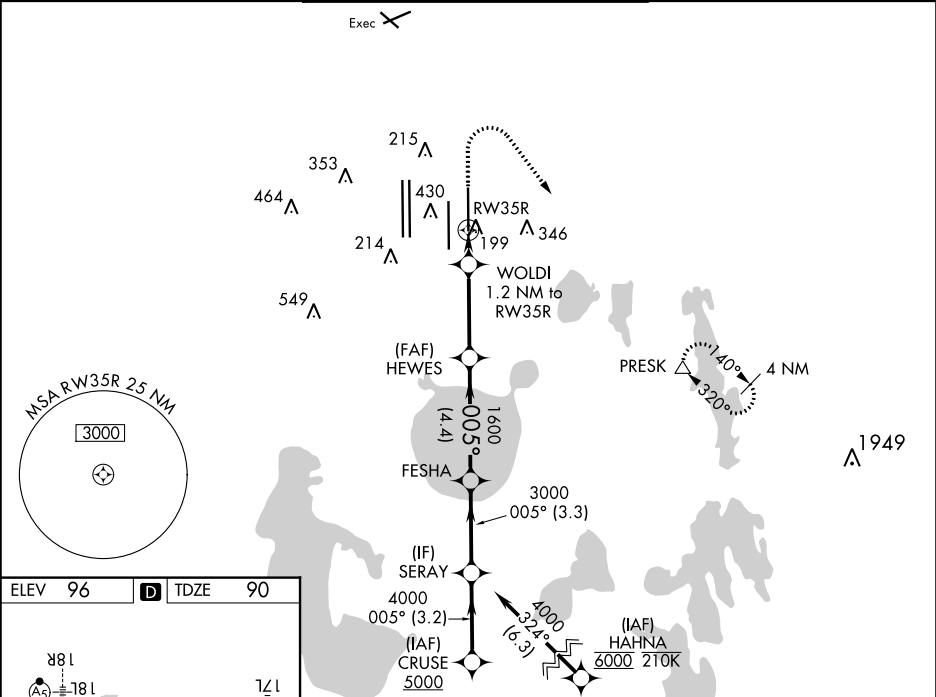 Exec
215
353
464
430
RW35R
199
346
214
549
WOLDI
1.2 NM to
RW35R
(FAF)
HEWES
PRESK
140°
320°
4 NM
MSA RW35R 25 NM
3000
1600
005°
(4.4)
1949
FESHA
3000
005° (3.3)
(IF)
SERAY
4000
005° (3.2)
4000
324°
(6.3)
(IAF)
CRUSE
5000
(IAF)
HAHNA
6000 210K
ELEV 96 D TDZE 90
18R
18L
A5
17L